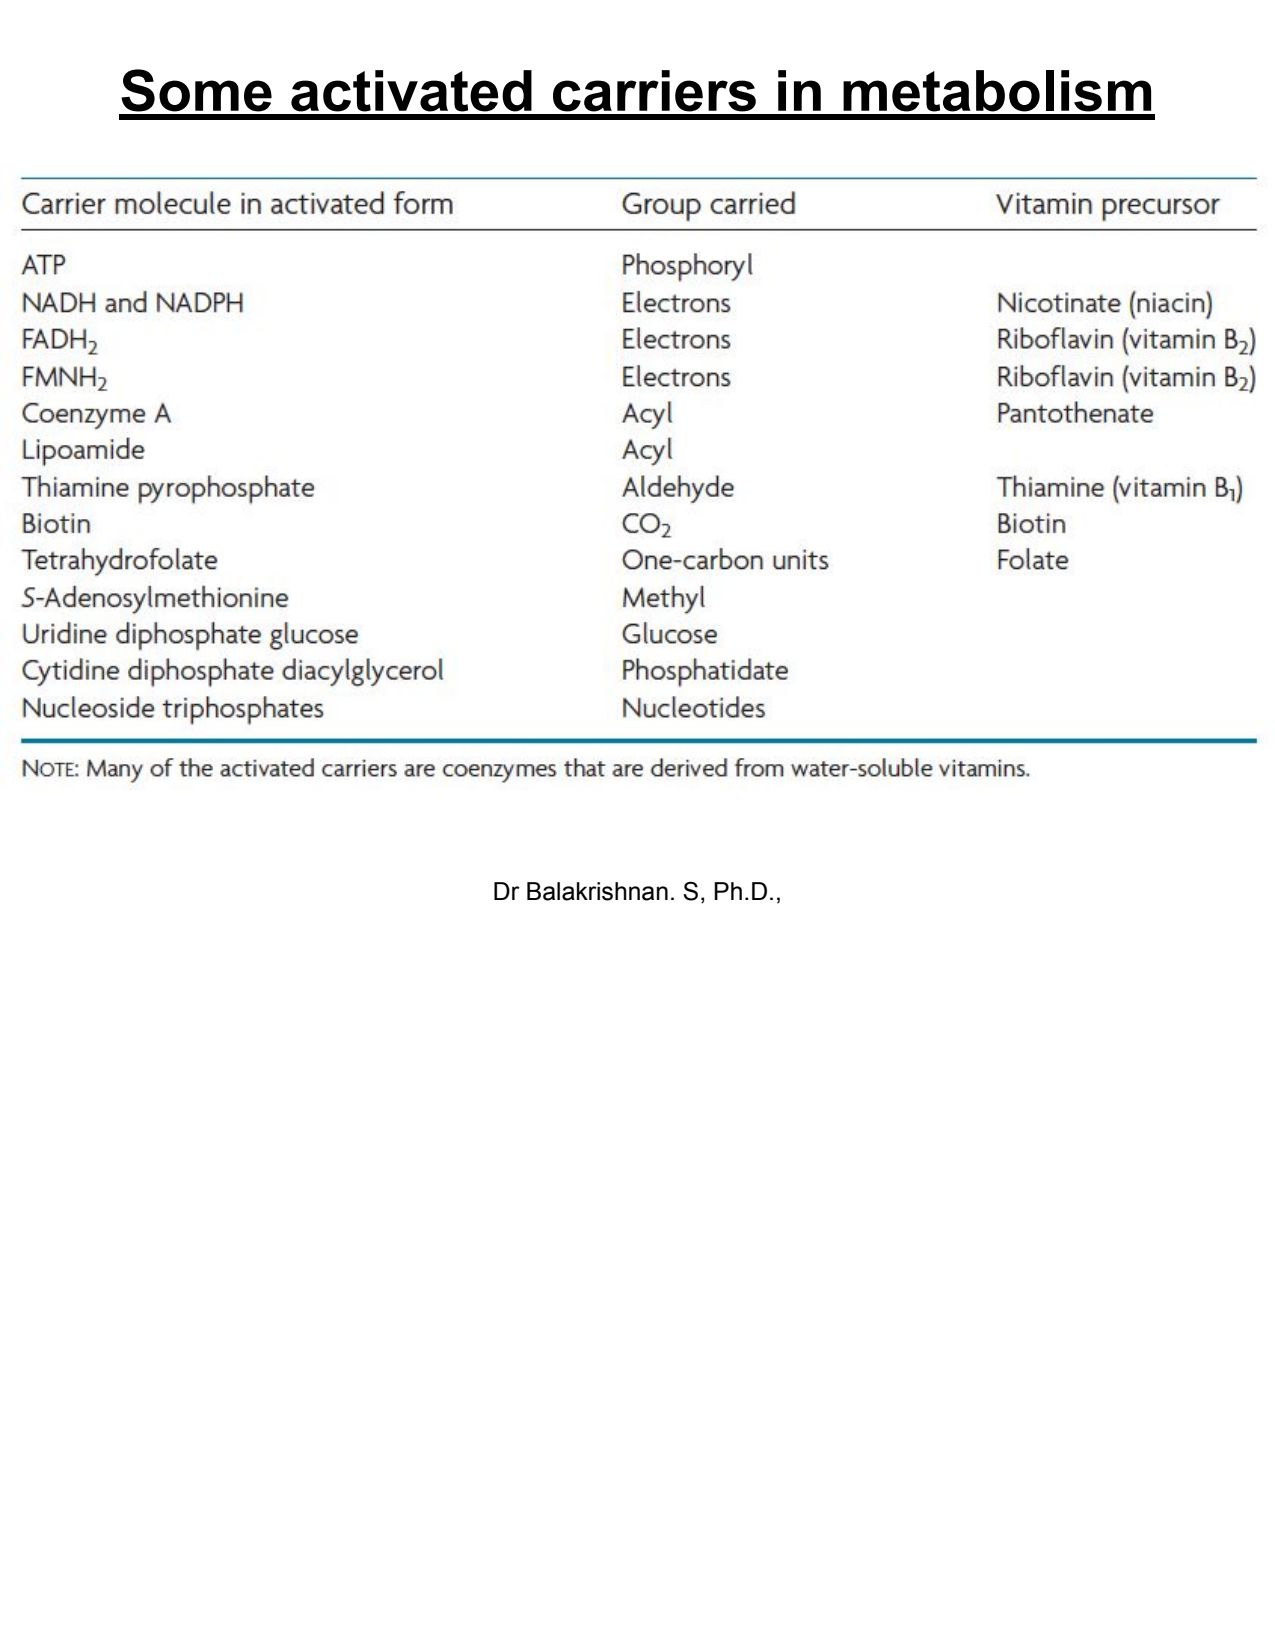 Some activated carriers in metabolism
Carrier molecule in activated form Group carried Vitamin precursor
ATP Phosphoryl
NADH and NADPH Electrons Nicotinate (niacin)
FADH₂ Electrons Riboflavin (vitamin B₂)
FMNH₂ Electrons Riboflavin (vitamin B₂)
Coenzyme A Acyl Pantothenate
Lipoamide Acyl
Thiamine pyrophosphate Aldehyde Thiamine (vitamin B₁)
Biotin CO₂ Biotin
Tetrahydrofolate One-carbon units Folate
S-Adenosylmethionine Methyl
Uridine diphosphate glucose Glucose
Cytidine diphosphate diacylglycerol Phosphatidate
Nucleoside triphosphates Nucleotides
NOTE: Many of the activated carriers are coenzymes that are derived from water-soluble vitamins.
Dr Balakrishnan. S, Ph.D.,